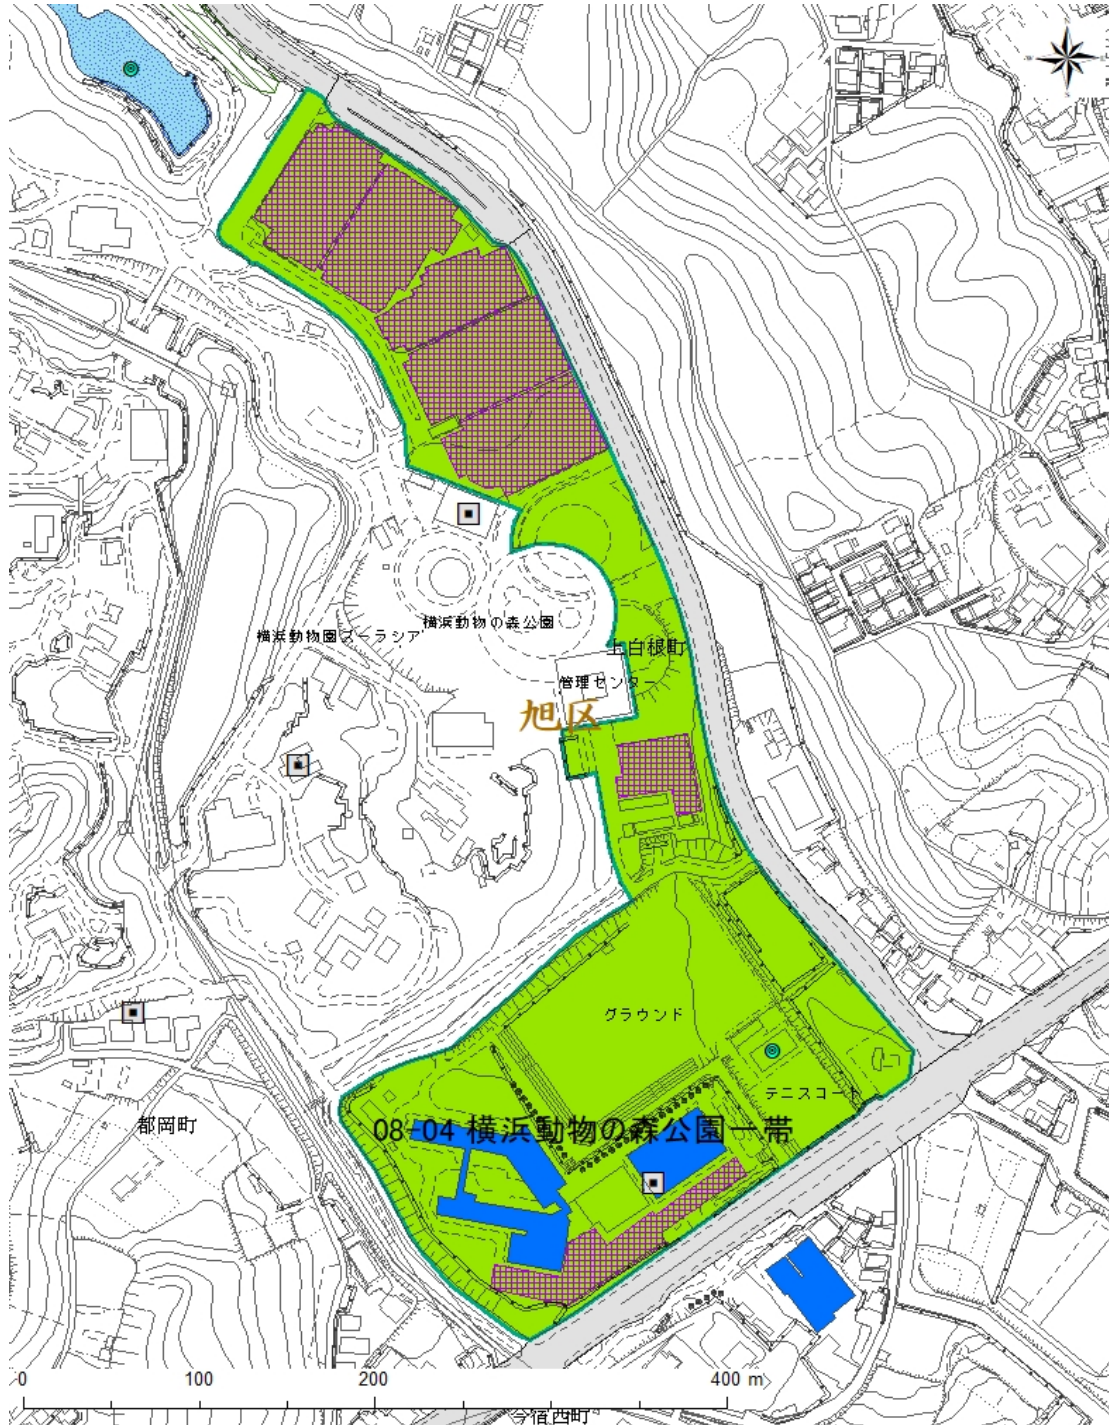 横浜動物の森公園
横浜動物園ズーラシア
上白根町
管理センター
旭区
グラウンド
テニスコート
都岡町
08-04 横浜動物の森公園一帯
0 100 200 400 m
今宿西町